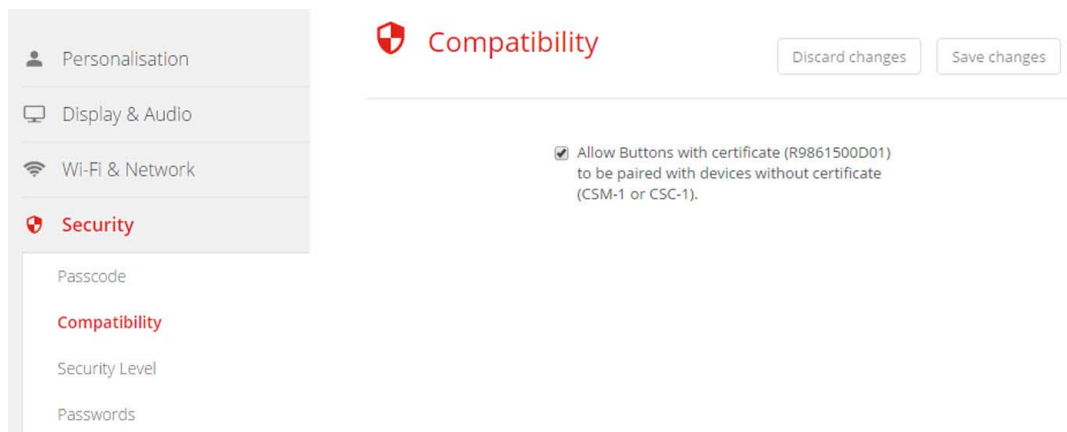 Personalisation
Display & Audio
Wi-Fi & Network
Security
Passcode
Compatibility
Security Level
Passwords
Compatibility
Discard changes
Save changes
Allow Buttons with certificate (R9861500D01)
to be paired with devices without certificate
(CSM-1 or CSC-1).